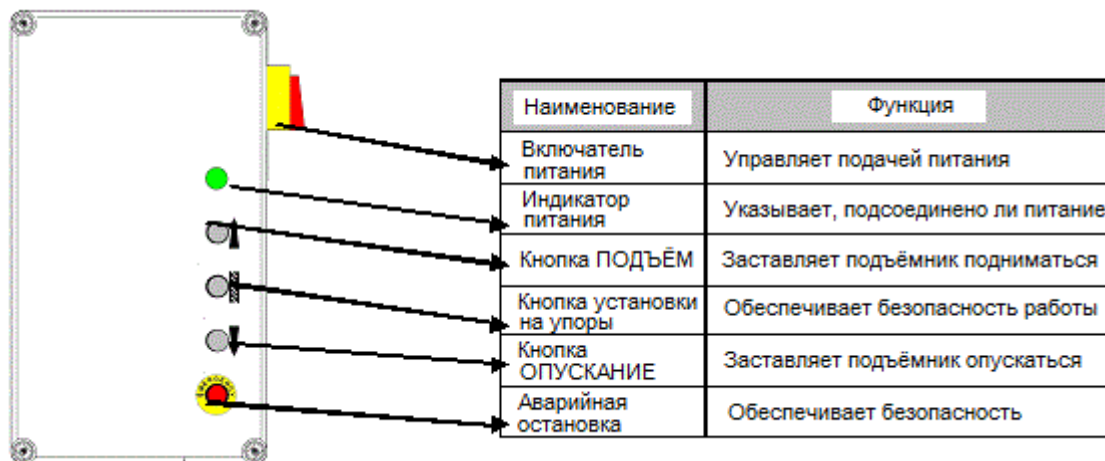 Наименование
Функция
Включатель
питания
Управляет подачей питания
Индикатор
питания
Указывает, подсоединено ли питание
Кнопка ПОДЪЁМ
Заставляет подъёмник подниматься
Кнопка установки
на упоры
Обеспечивает безопасность работы
Кнопка
ОПУСКАНИЕ
Заставляет подъёмник опускаться
Аварийная
остановка
Обеспечивает безопасность